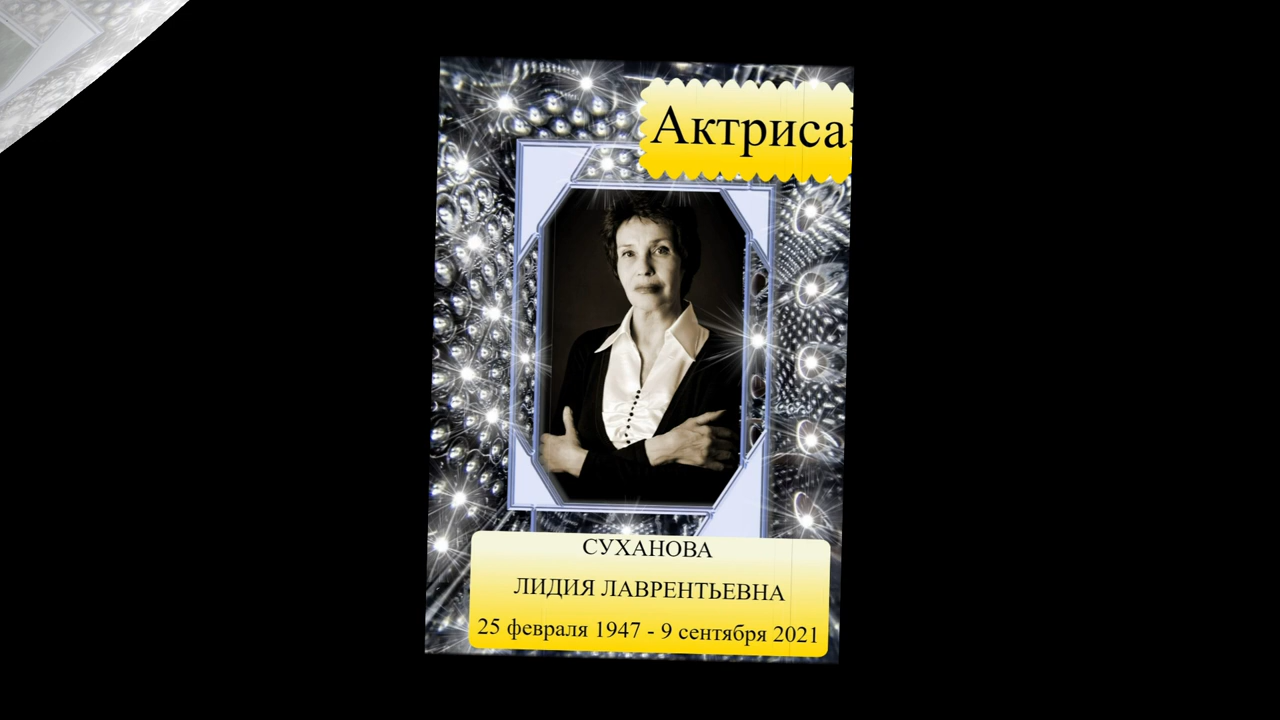 Актриса
СУХАНОВА
ЛИДИЯ ЛАВРЕНТЬЕВНА
25 февраля 1947 - 9 сентября 2021